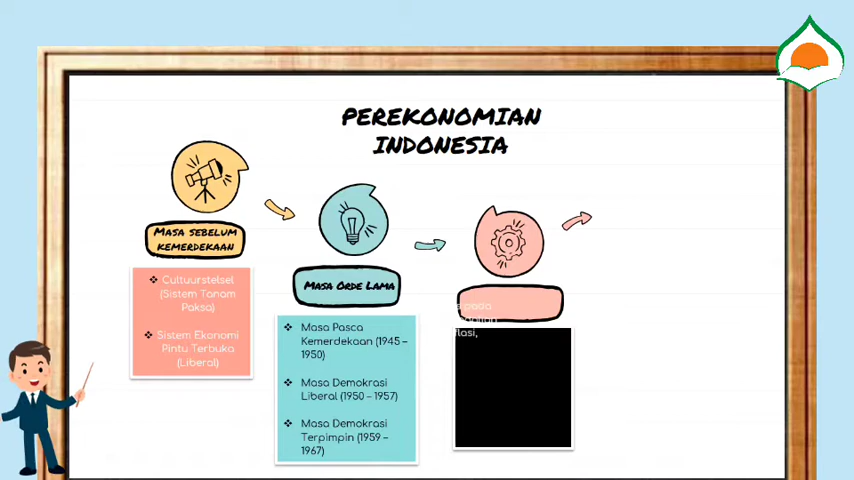 PEREKONOMIAN
INDONESIA
MASA SEBELUM
KEMERDEKAAN
❖ Cultuurstelsel
(Sistem Tanam
Paksa)
❖ Sistem Ekonomi
Pintu Terbuka
(Liberal)
MASA ORDE LAMA
❖ Masa Pasca
Kemerdekaan (1945 –
1950)
❖ Masa Demokrasi
Liberal (1950 – 1957)
❖ Masa Demokrasi
Terpimpin (1959 –
1967)
pada